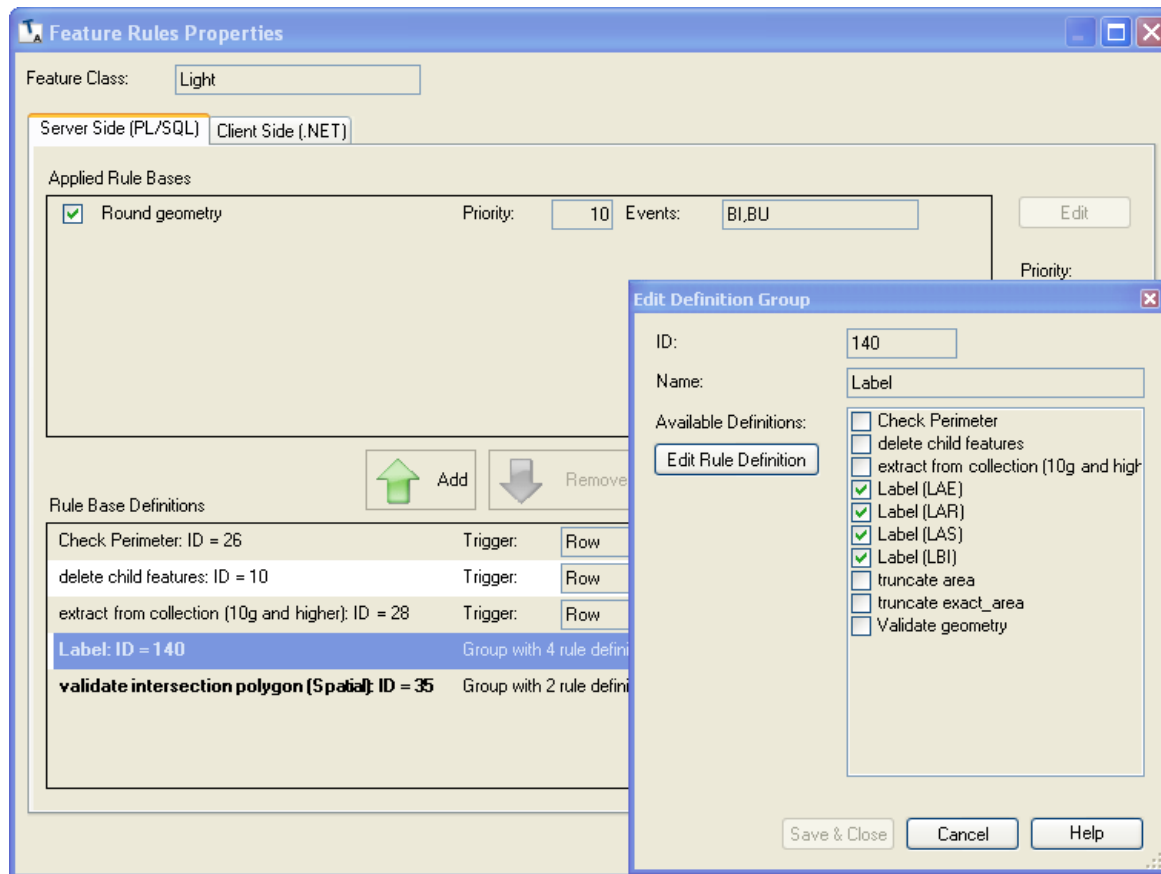 Feature Rules Properties
Feature Class: Light
Server Side (PL/SQL) Client Side (.NET)
Applied Rule Bases
Round geometry Priority: 10 Events: BI,BU Edit
Priority:
Add Remove
Rule Base Definitions
Check Perimeter: ID = 26 Trigger: Row
delete child features: ID = 10 Trigger: Row
extract from collection (10g and higher): ID = 28 Trigger: Row
Label: ID = 140 Group with 4 rule defini
validate intersection polygon (Spatial): ID = 35 Group with 2 rule defini
Edit Definition Group
ID: 140
Name: Label
Available Definitions:
Edit Rule Definition
Check Perimeter
delete child features
extract from collection (10g and high
Label (LAE)
Label (LAR)
Label (LAS)
Label (LBI)
truncate area
truncate exact_area
Validate geometry
Save & Close Cancel Help